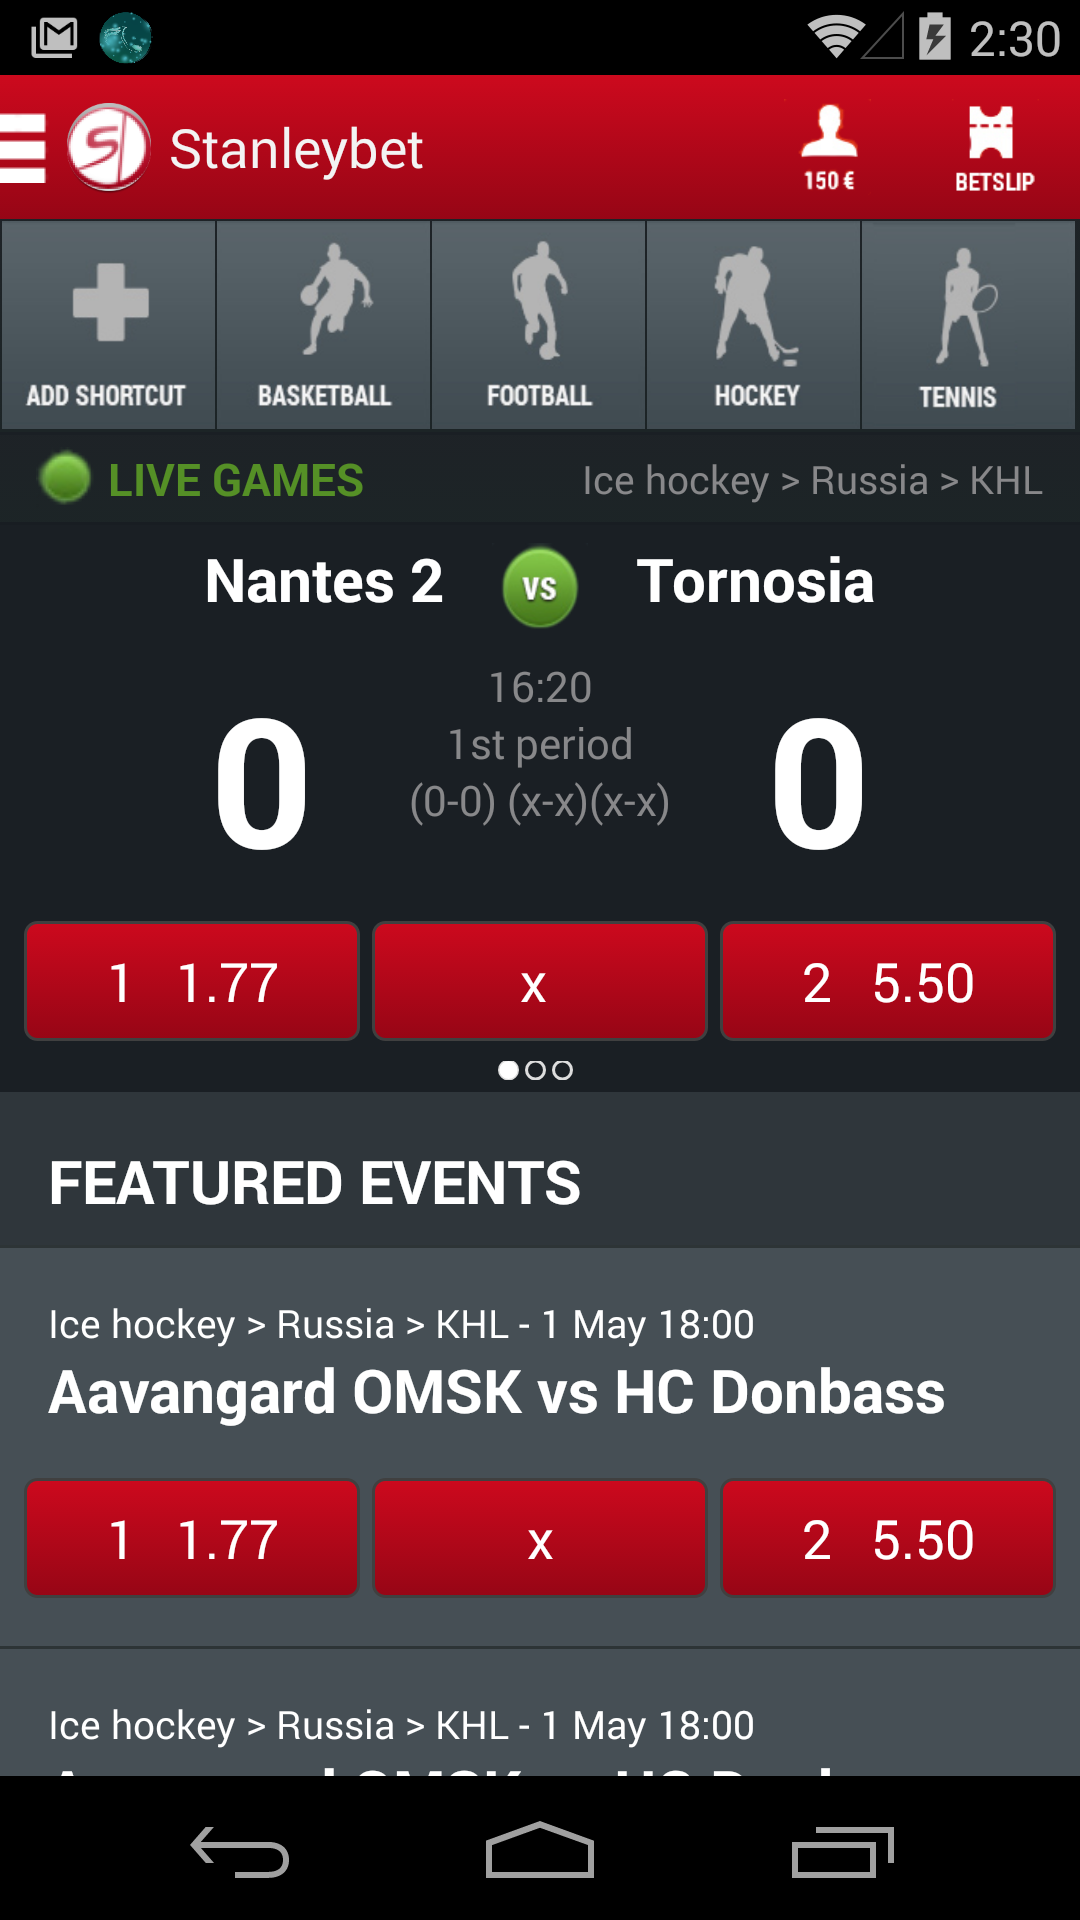 2:30
Stanleybet
150 €
BETSLIP
ADD SHORTCUT
BASKETBALL
FOOTBALL
HOCKEY
TENNIS
LIVE GAMES
Ice hockey > Russia > KHL
Nantes 2 VS Tornosia
16:20
0 1st period 0
(0-0) (x-x)(x-x)
1 1.77
x
2 5.50
FEATURED EVENTS
Ice hockey > Russia > KHL - 1 May 18:00
Aavangard OMSK vs HC Donbass
1 1.77
x
2 5.50
Ice hockey > Russia > KHL - 1 May 18:00